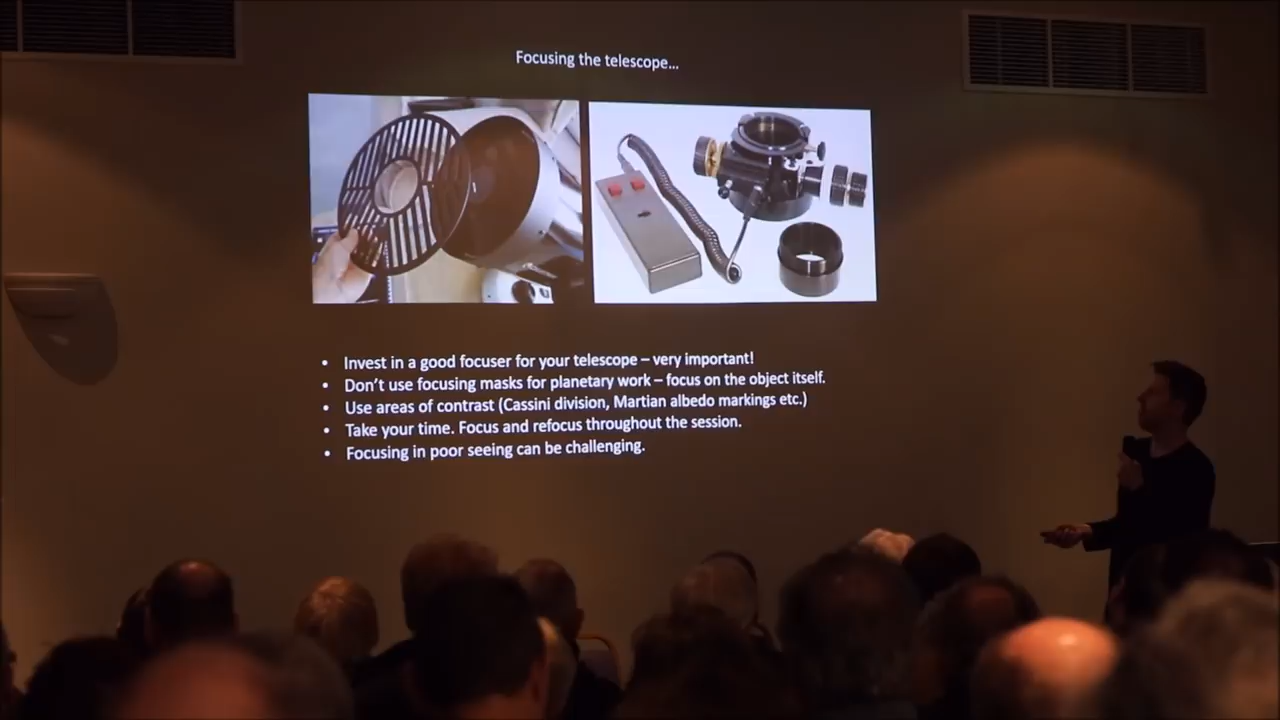 Focusing the telescope...
• Invest in a good focuser for your telescope – very important!
• Don't use focusing masks for planetary work – focus on the object itself.
• Use areas of contrast (Cassini division, Martian albedo markings etc.)
• Take your time. Focus and refocus throughout the session.
• Focusing in poor seeing can be challenging.